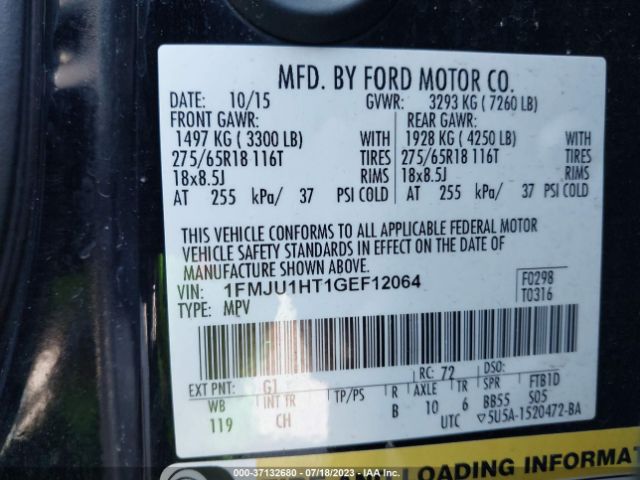 MFD. BY FORD MOTOR CO.
DATE: 10/15 GVWR: 3293 KG ( 7260 LB)
FRONT GAWR: REAR GAWR:
1497 KG ( 3300 LB) WITH 1928 KG ( 4250 LB) WITH
275/65R18 116T TIRES 275/65R18 116T TIRES
18x8.5J RIMS 18x8.5J RIMS
AT 255 kPa/ 37 PSI COLD AT 255 kPa/ 37 PSI COLD
THIS VEHICLE CONFORMS TO ALL APPLICABLE FEDERAL MOTOR
VEHICLE SAFETY STANDARDS IN EFFECT ON THE DATE OF
MANUFACTURE SHOWN ABOVE.
VIN: 1FMJU1HT1GEF12064 F0298
TYPE: MPV T0316
RC: 72 DSO:
EXT PNT: G1 FTB1D
WB INT TR TP/PS R AXLE TR SPR
119 CH B 10 6 BB55 S05
UTC ▽5U5A-1520472-BA
AND LOADING INFORMAT
000-37132680 - 07/18/2023 - IAA Inc.